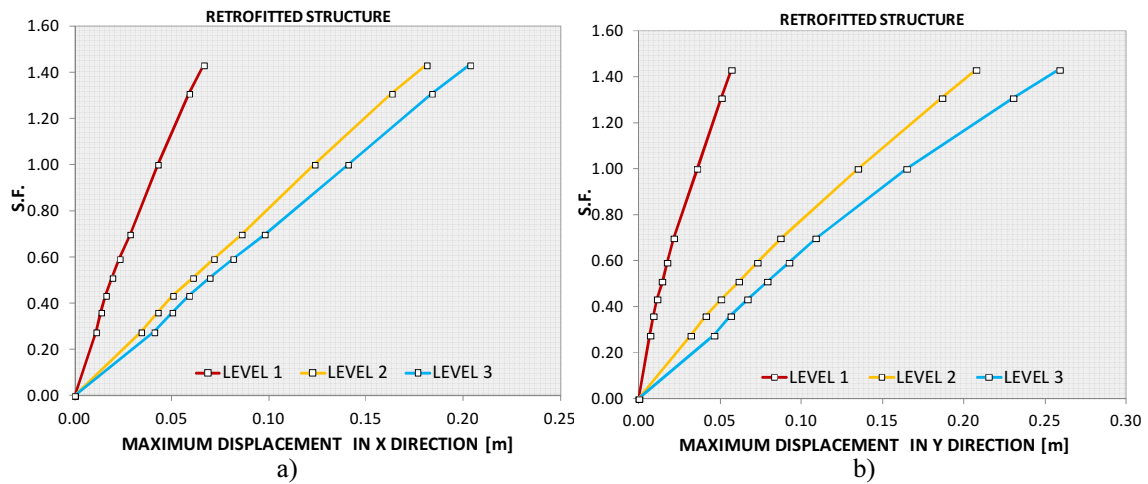 RETROFITTED STRUCTURE
1.60
1.40
1.20
1.00
0.80
0.60
0.40
0.20
0.00
S.F.
LEVEL 1 LEVEL 2 LEVEL 3
0.00 0.05 0.10 0.15 0.20 0.25
MAXIMUM DISPLACEMENT IN X DIRECTION [m]
a)
RETROFITTED STRUCTURE
1.60
1.40
1.20
1.00
0.80
0.60
0.40
0.20
0.00
S.F.
LEVEL 1 LEVEL 2 LEVEL 3
0.00 0.05 0.10 0.15 0.20 0.25 0.30
MAXIMUM DISPLACEMENT IN Y DIRECTION [m]
b)